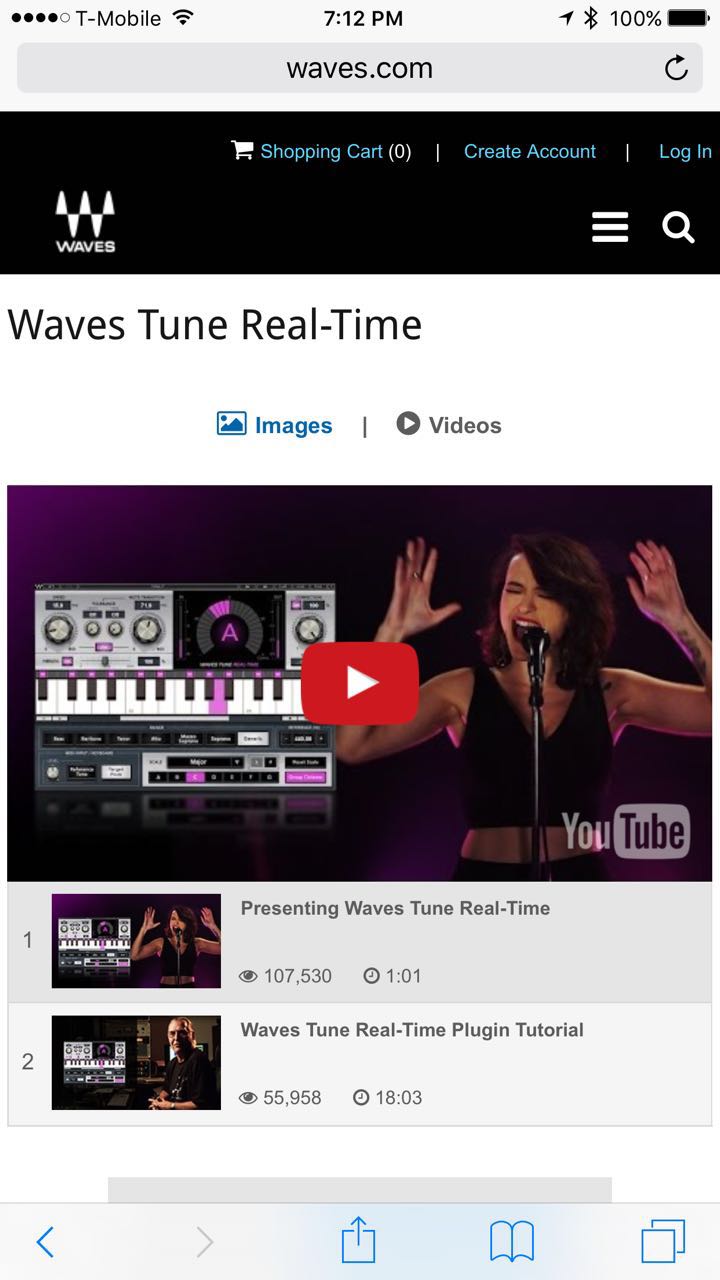 T-Mobile 7:12 PM 100%
waves.com
Shopping Cart (0) | Create Account | Log In
WAVES
Waves Tune Real-Time
Images | Videos
A
WAVES TUNE REAL-TIME
Generic
SCALE Major
YouTube
1
Presenting Waves Tune Real-Time
107,530 1:01
2
Waves Tune Real-Time Plugin Tutorial
55,958 18:03